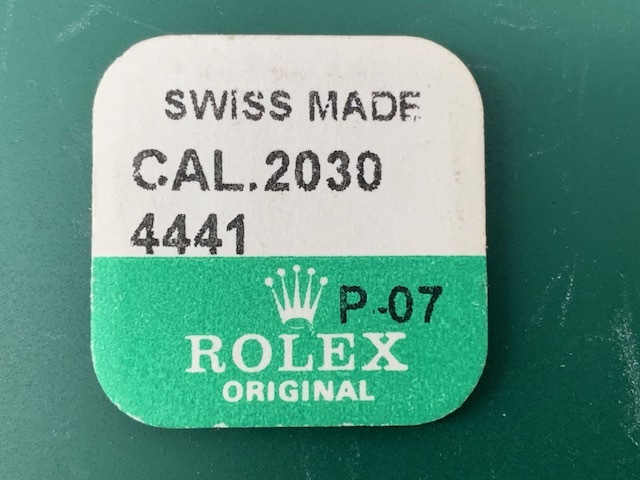 SWISS MADE
CAL.2030
4441
P-07
ROLEX
ORIGINAL